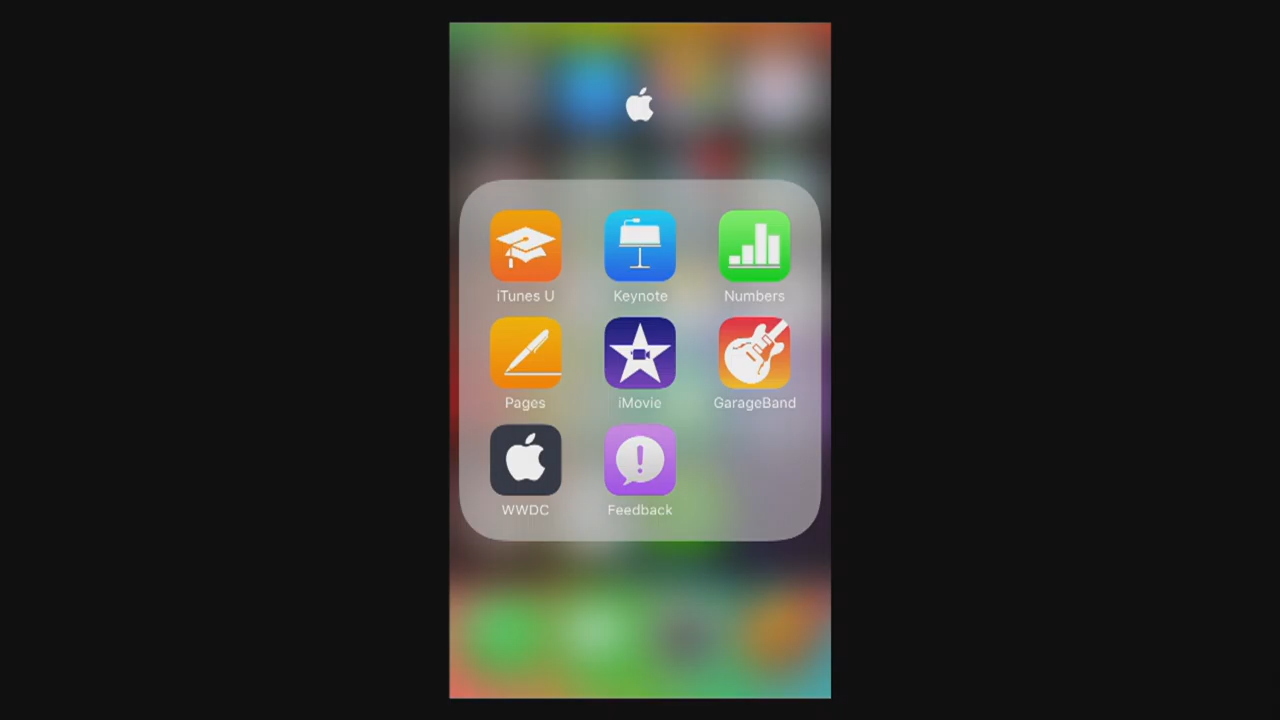 iTunes U
Keynote
Numbers
Pages
iMovie
GarageBand
WWDC
Feedback